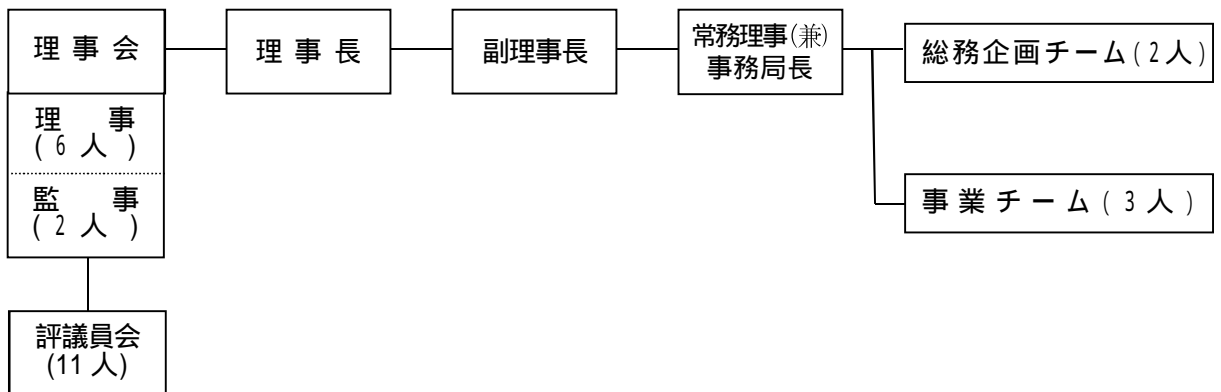 理事会
理事長
副理事長
常務理事(兼)
事務局長
総務企画チーム(2人)
理 事
(6人)
監 事
(2人)
事業チーム(3人)
評議員会
(11人)